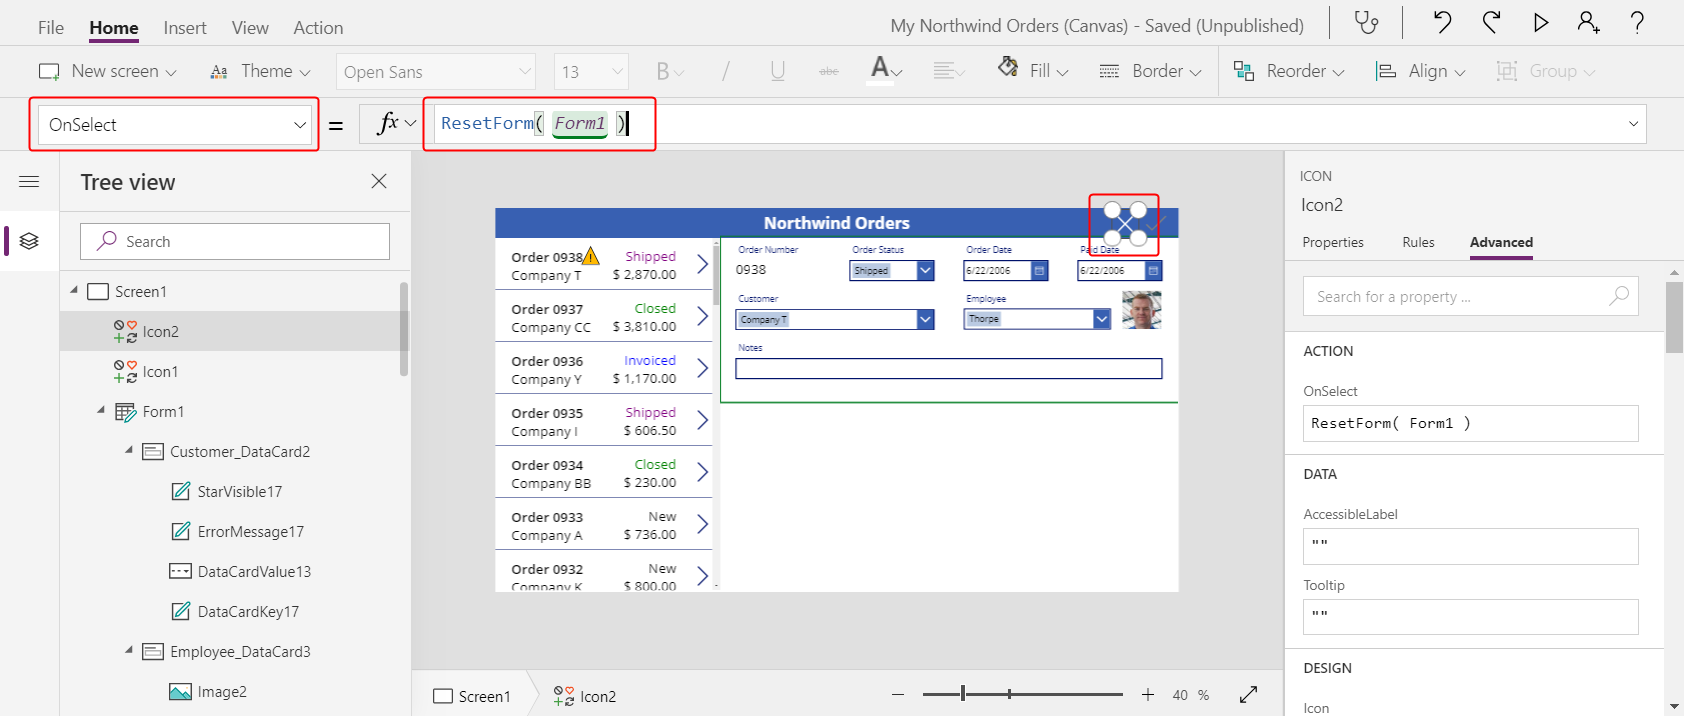 File Home Insert View Action
My Northwind Orders (Canvas) - Saved (Unpublished)
New screen Theme Open Sans 13 B / U abc A Fill Border Reorder Align Group
OnSelect = fx ResetForm( Form1 )
Tree view
Search
Screen1
Icon2
Icon1
Form1
Customer_DataCard2
StarVisible17
ErrorMessage17
DataCardValue13
DataCardKey17
Employee_DataCard3
Image2
Northwind Orders
Order 0938 Shipped
Company T $ 2,870.00
Order 0937 Closed
Company CC $ 3,810.00
Order 0936 Invoiced
Company Y $ 1,170.00
Order 0935 Shipped
Company I $ 606.50
Order 0934 Closed
Company BB $ 230.00
Order 0933 New
Company A $ 736.00
Order 0932 New
Company K $ 800.00
Order Number Order Status Order Date Paid Date
0938 Shipped 6/22/2006 6/22/2006
Customer Employee
Company T Thorpe
Notes
Screen1 Icon2
40 %
ICON
Icon2
Properties Rules Advanced
Search for a property ...
ACTION
OnSelect
ResetForm( Form1 )
DATA
AccessibleLabel
""
Tooltip
""
DESIGN
Icon